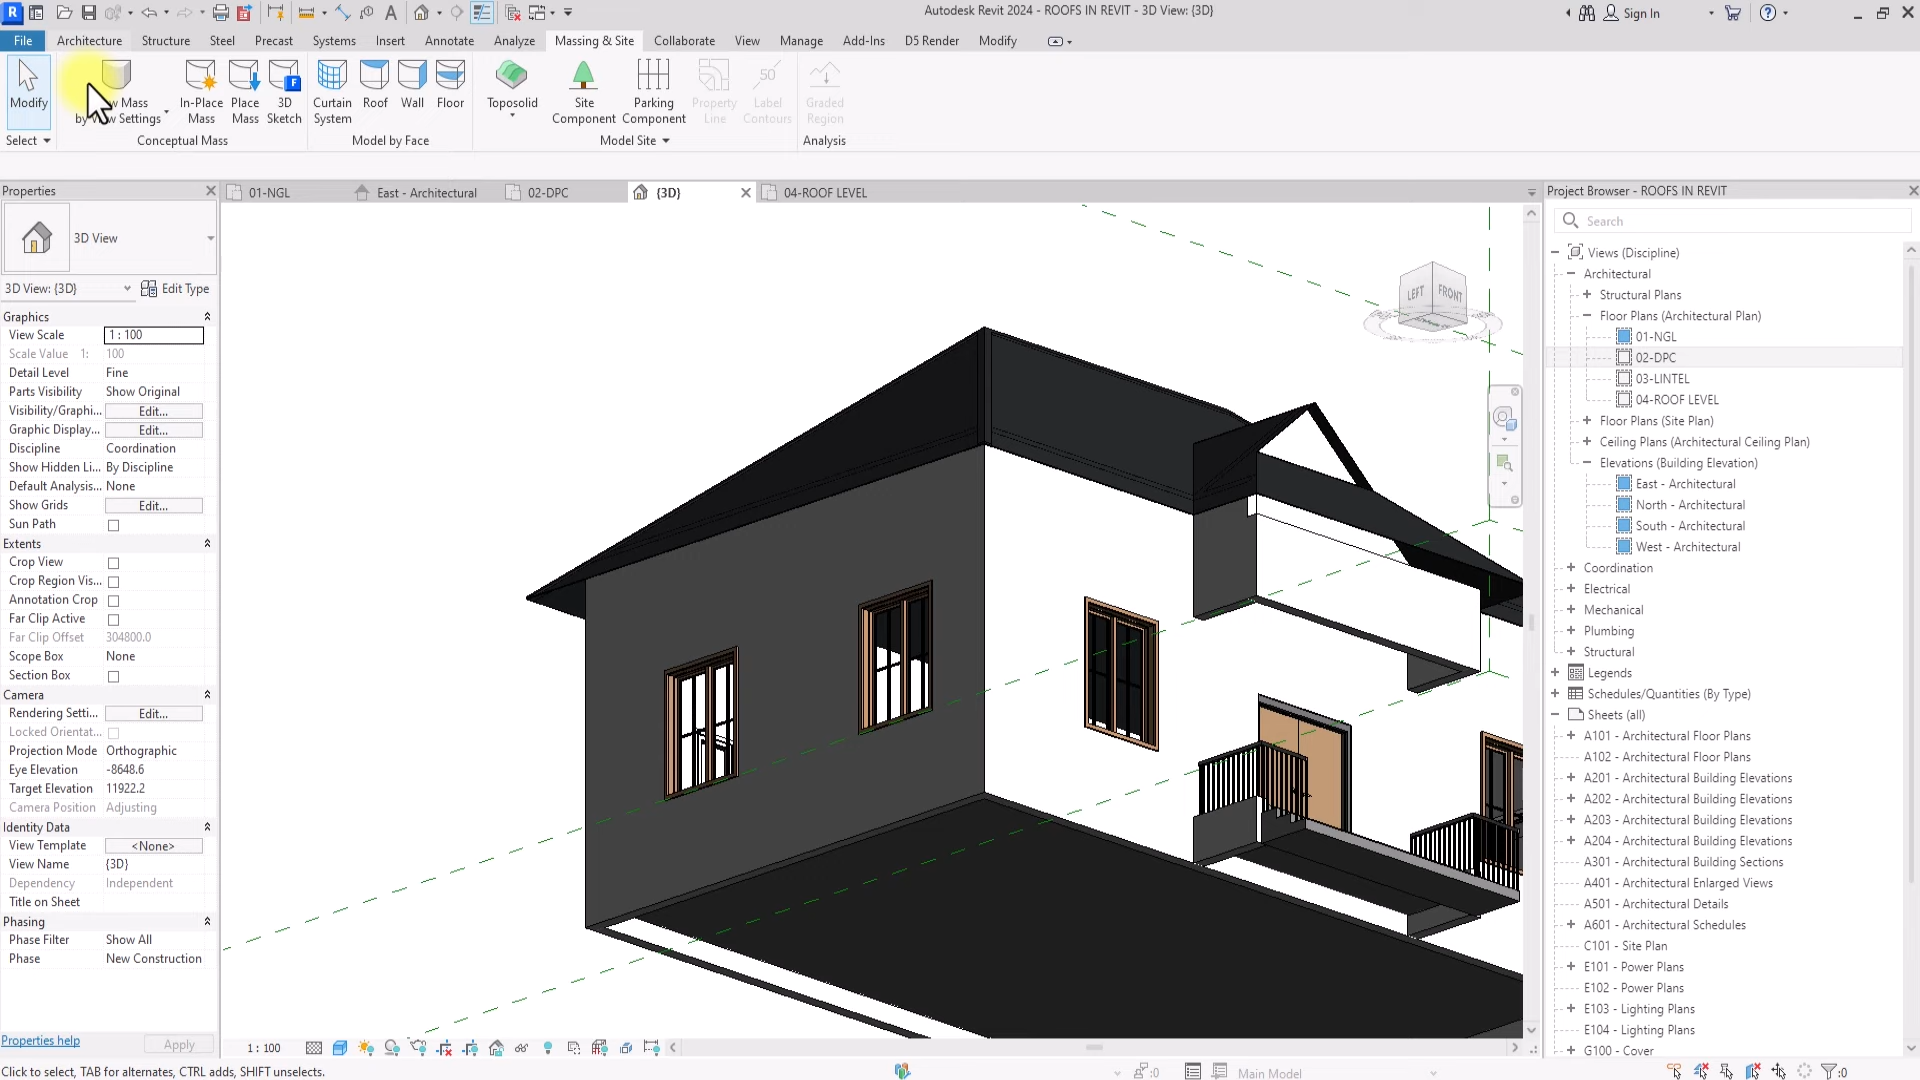 Autodesk Revit 2024 - ROOFS IN REVIT - 3D View: {3D}
Sign In
File Architecture Structure Steel Precast Systems Insert Annotate Analyze Massing & Site Collaborate View Manage Add-Ins D5 Render Modify
Modify
Mass
Settings
In-Place
Mass
Place
Mass
3D
Sketch
Curtain
System
Roof
Wall
Floor
Toposolid
Site
Component
Parking
Component
Property
Line
Label
Contours
Graded
Region
Select
Conceptual Mass
Model by Face
Model Site
Analysis
Properties
01-NGL
East - Architectural
02-DPC
{3D}
04-ROOF LEVEL
Project Browser - ROOFS IN REVIT
3D View
3D View: {3D}
Edit Type
Graphics
View Scale 1 : 100
Scale Value 1: 100
Detail Level Fine
Parts Visibility Show Original
Visibility/Graphi... Edit...
Graphic Display... Edit...
Discipline Coordination
Show Hidden Li... By Discipline
Default Analysis... None
Show Grids Edit...
Sun Path
Extents
Crop View
Crop Region Vis...
Annotation Crop
Far Clip Active
Far Clip Offset 304800.0
Scope Box None
Section Box
Camera
Rendering Setti... Edit...
Locked Orientat...
Projection Mode Orthographic
Eye Elevation -8648.6
Target Elevation 11922.2
Camera Position Adjusting
Identity Data
View Template <None>
View Name {3D}
Dependency Independent
Title on Sheet
Phasing
Phase Filter Show All
Phase New Construction
Properties help
Apply
LEFT
FRONT
Search
Views (Discipline)
Architectural
Structural Plans
Floor Plans (Architectural Plan)
01-NGL
02-DPC
03-LINTEL
04-ROOF LEVEL
Floor Plans (Site Plan)
Ceiling Plans (Architectural Ceiling Plan)
Elevations (Building Elevation)
East - Architectural
North - Architectural
South - Architectural
West - Architectural
Coordination
Electrical
Mechanical
Plumbing
Structural
Legends
Schedules/Quantities (By Type)
Sheets (all)
A101 - Architectural Floor Plans
A102 - Architectural Floor Plans
A201 - Architectural Building Elevations
A202 - Architectural Building Elevations
A203 - Architectural Building Elevations
A204 - Architectural Building Elevations
A301 - Architectural Building Sections
A401 - Architectural Enlarged Views
A501 - Architectural Details
A601 - Architectural Schedules
C101 - Site Plan
E101 - Power Plans
E102 - Power Plans
E103 - Lighting Plans
E104 - Lighting Plans
G100 - Cover
1 : 100
Click to select, TAB for alternates, CTRL adds, SHIFT unselects.
:0
Main Model
:0